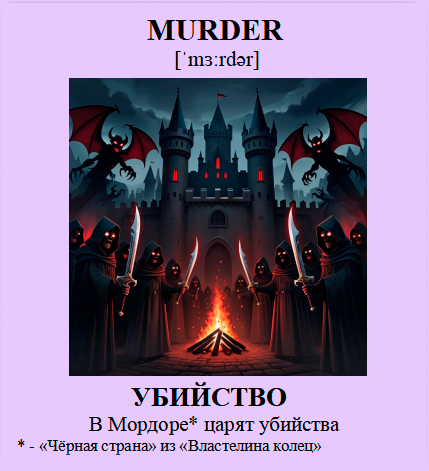 MURDER
[ˈmɜːrdər]
УБИЙСТВО
В Мордоре* царят убийства
* - «Чёрная страна» из «Властелина колец»